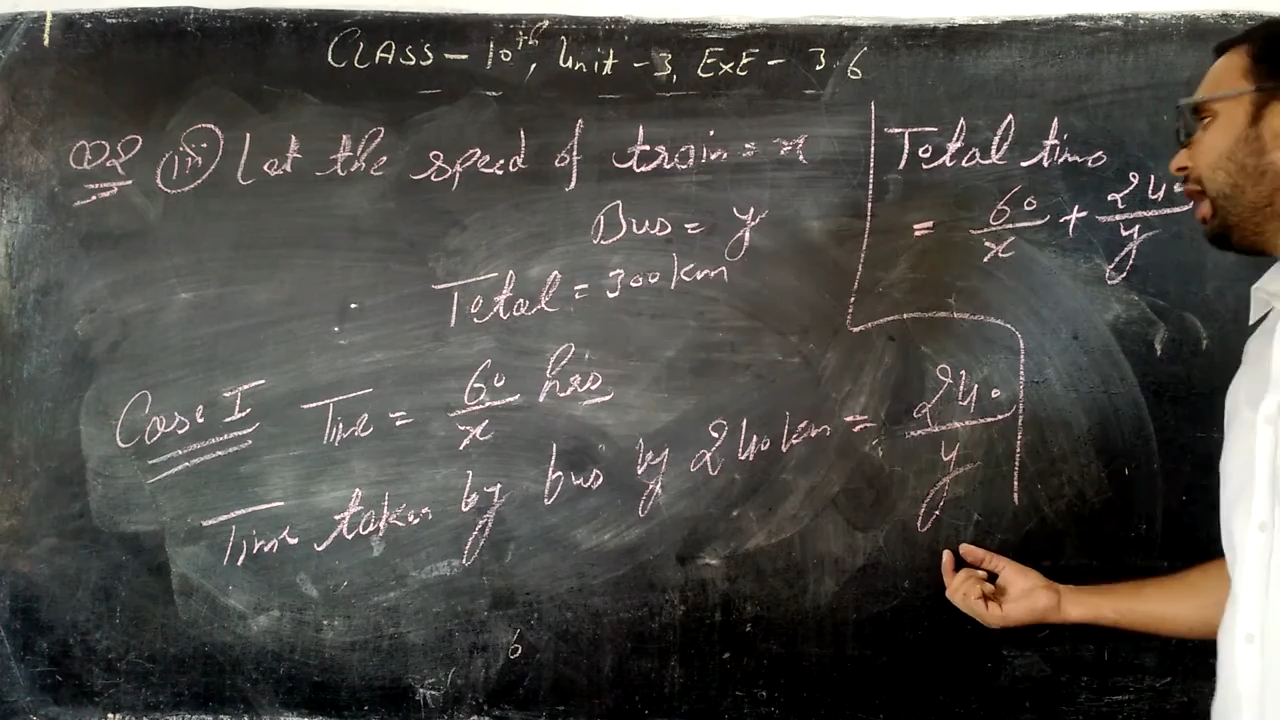 CLASS - 10th, Unit - 3, EXE - 3.6
Q2 (iii) Let the speed of train = x
Bus = y
Total = 300 km
Case I Time = 60/x hrs
Time taken by bus by 240 km = 240/y
Total time
= 60/x + 240/y
6